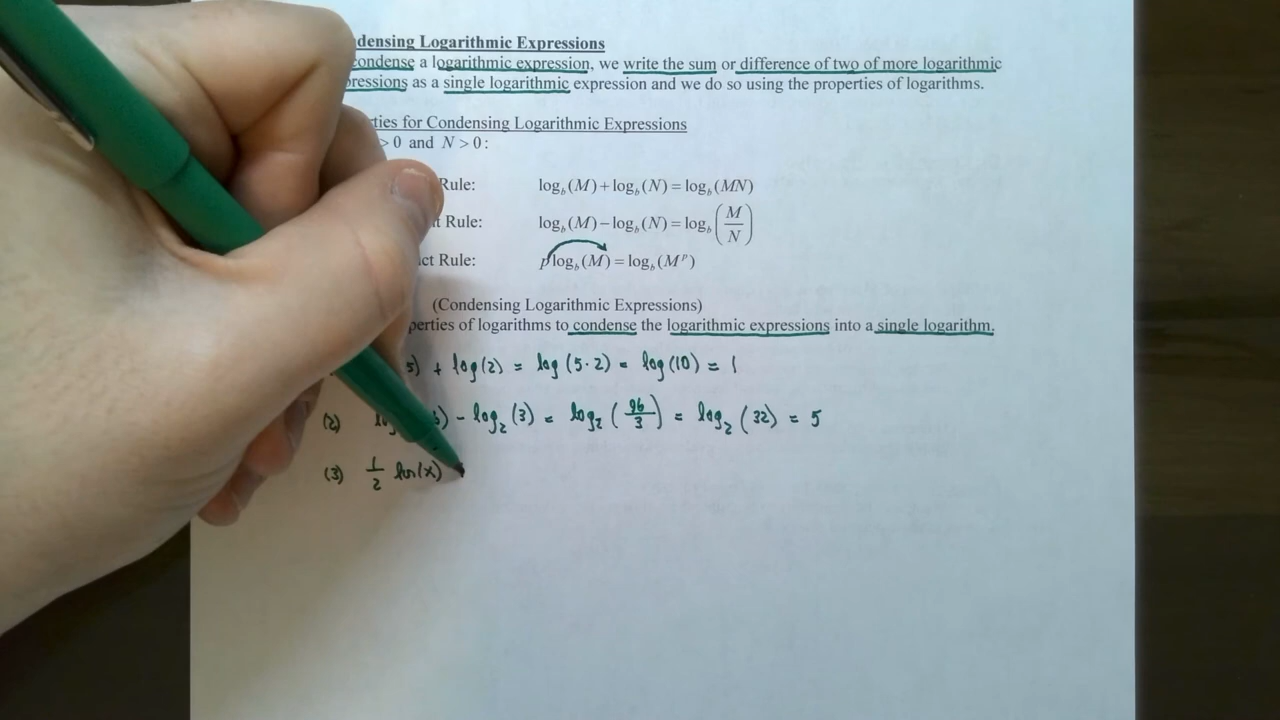 densing Logarithmic Expressions
condense a logarithmic expression, we write the sum or difference of two of more logarithmic
pressions as a single logarithmic expression and we do so using the properties of logarithms.
ties for Condensing Logarithmic Expressions
> 0 and N > 0:
Rule: log_b(M) + log_b(N) = log_b(MN)
t Rule: log_b(M) − log_b(N) = log_b(M/N)
ct Rule: p log_b(M) = log_b(M^p)
(Condensing Logarithmic Expressions)
perties of logarithms to condense the logarithmic expressions into a single logarithm.
5) + log(2) = log(5·2) = log(10) = 1
(2) log 6) − log_2(3) = log_2(96/3) = log_2(32) = 5
(3) 1/2 ln(x)